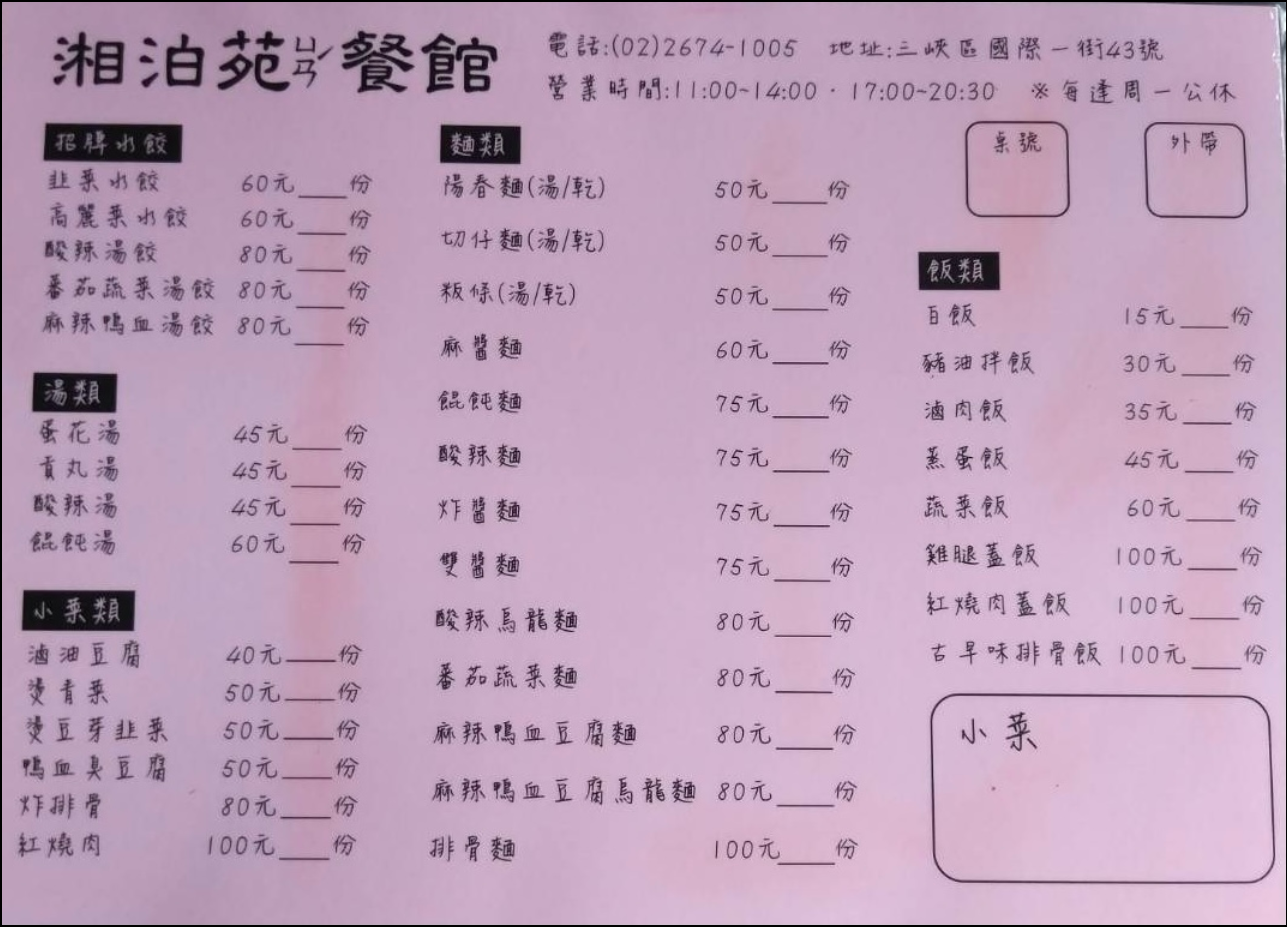 湘泊苑ㄩㄢˊ餐館
電話:(02)2674-1005 地址:三峽區國際一街43號
營業時間:11:00~14:00・17:00~20:30 ※每逢周一公休
桌號
外帶
招牌水餃
韭菜水餃 60元____份
高麗菜水餃 60元____份
酸辣湯餃 80元____份
番茄蔬菜湯餃 80元____份
麻辣鴨血湯餃 80元____份
湯類
蛋花湯 45元____份
貢丸湯 45元____份
酸辣湯 45元____份
餛飩湯 60元____份
小菜類
滷油豆腐 40元____份
燙青菜 50元____份
燙豆芽韭菜 50元____份
鴨血臭豆腐 50元____份
炸排骨 80元____份
紅燒肉 100元____份
麵類
陽春麵(湯/乾) 50元____份
切仔麵(湯/乾) 50元____份
粄條(湯/乾) 50元____份
麻醬麵 60元____份
餛飩麵 75元____份
酸辣麵 75元____份
炸醬麵 75元____份
雙醬麵 75元____份
酸辣烏龍麵 80元____份
番茄蔬菜麵 80元____份
麻辣鴨血豆腐麵 80元____份
麻辣鴨血豆腐烏龍麵 80元____份
排骨麵 100元____份
飯類
白飯 15元____份
豬油拌飯 30元____份
滷肉飯 35元____份
蒸蛋飯 45元____份
蔬菜飯 60元____份
雞腿蓋飯 100元____份
紅燒肉蓋飯 100元____份
古早味排骨飯 100元____份
小菜